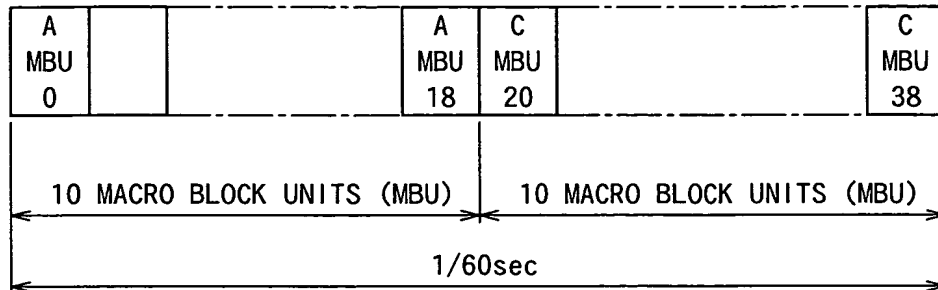 A MBU 0
A MBU 18
C MBU 20
C MBU 38
10 MACRO BLOCK UNITS (MBU)
10 MACRO BLOCK UNITS (MBU)
1/60sec